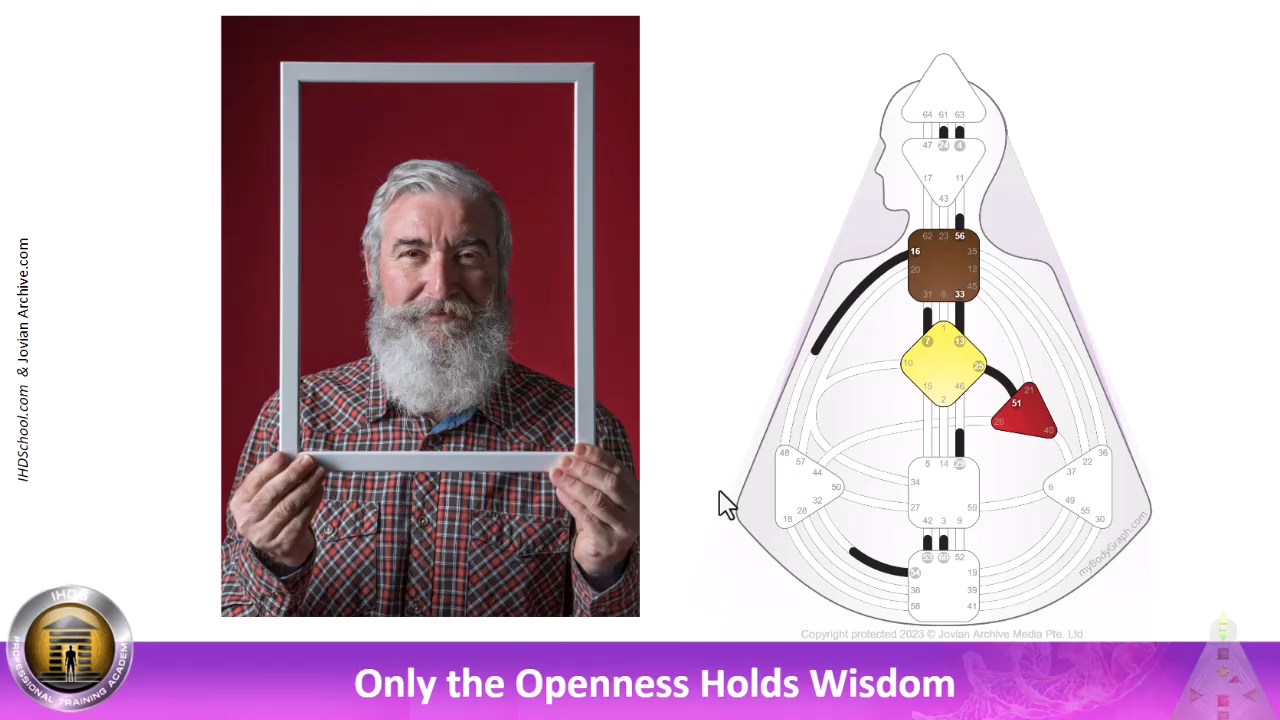 IHDSchool.com & Jovian Archive.com
64 61 63
47 24 4
17 11
43
62 23 56
16 35
20 12
45
31 8 33
1
7 13
10 25
15 46
2
21
51
26 40
48
57
44
50
32
28
18
36
22
37
6
49
55
30
5 14 29
34
27 59
42 3 9
53 60 52
54 19
38 39
58 41
myBodyGraph.com
Copyright protected 2023 © Jovian Archive Media Pte. Ltd.
IHDS
PROFESSIONAL TRAINING ACADEMY
Only the Openness Holds Wisdom